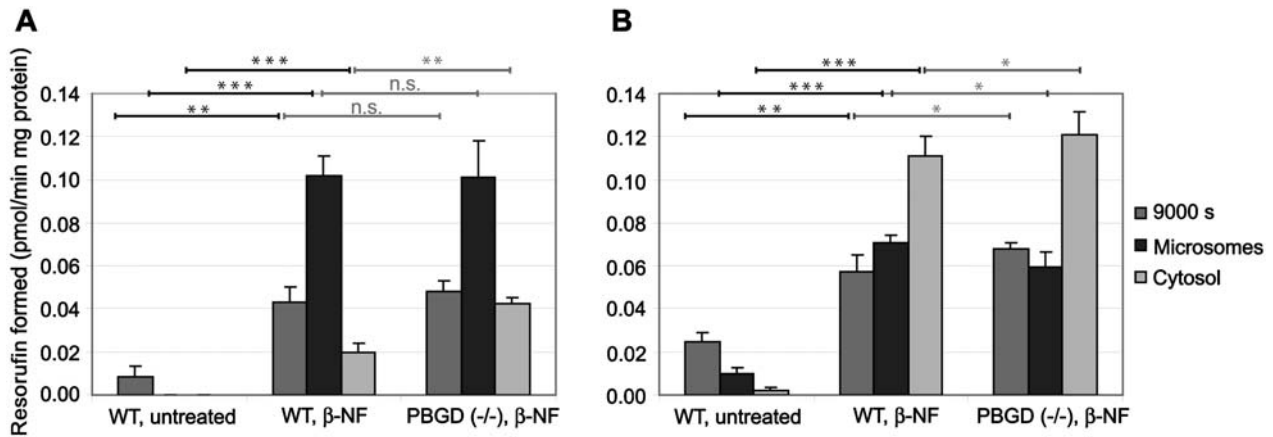 A
B
Resorufin formed (pmol/min mg protein)
*** **
*** n.s.
** n.s.
0.14
0.12
0.10
0.08
0.06
0.04
0.02
0.00
WT, untreated WT, β-NF PBGD (-/-), β-NF
*** *
*** *
** *
0.14
0.12
0.10
0.08
0.06
0.04
0.02
0.00
WT, untreated WT, β-NF PBGD (-/-), β-NF
9000 s
Microsomes
Cytosol